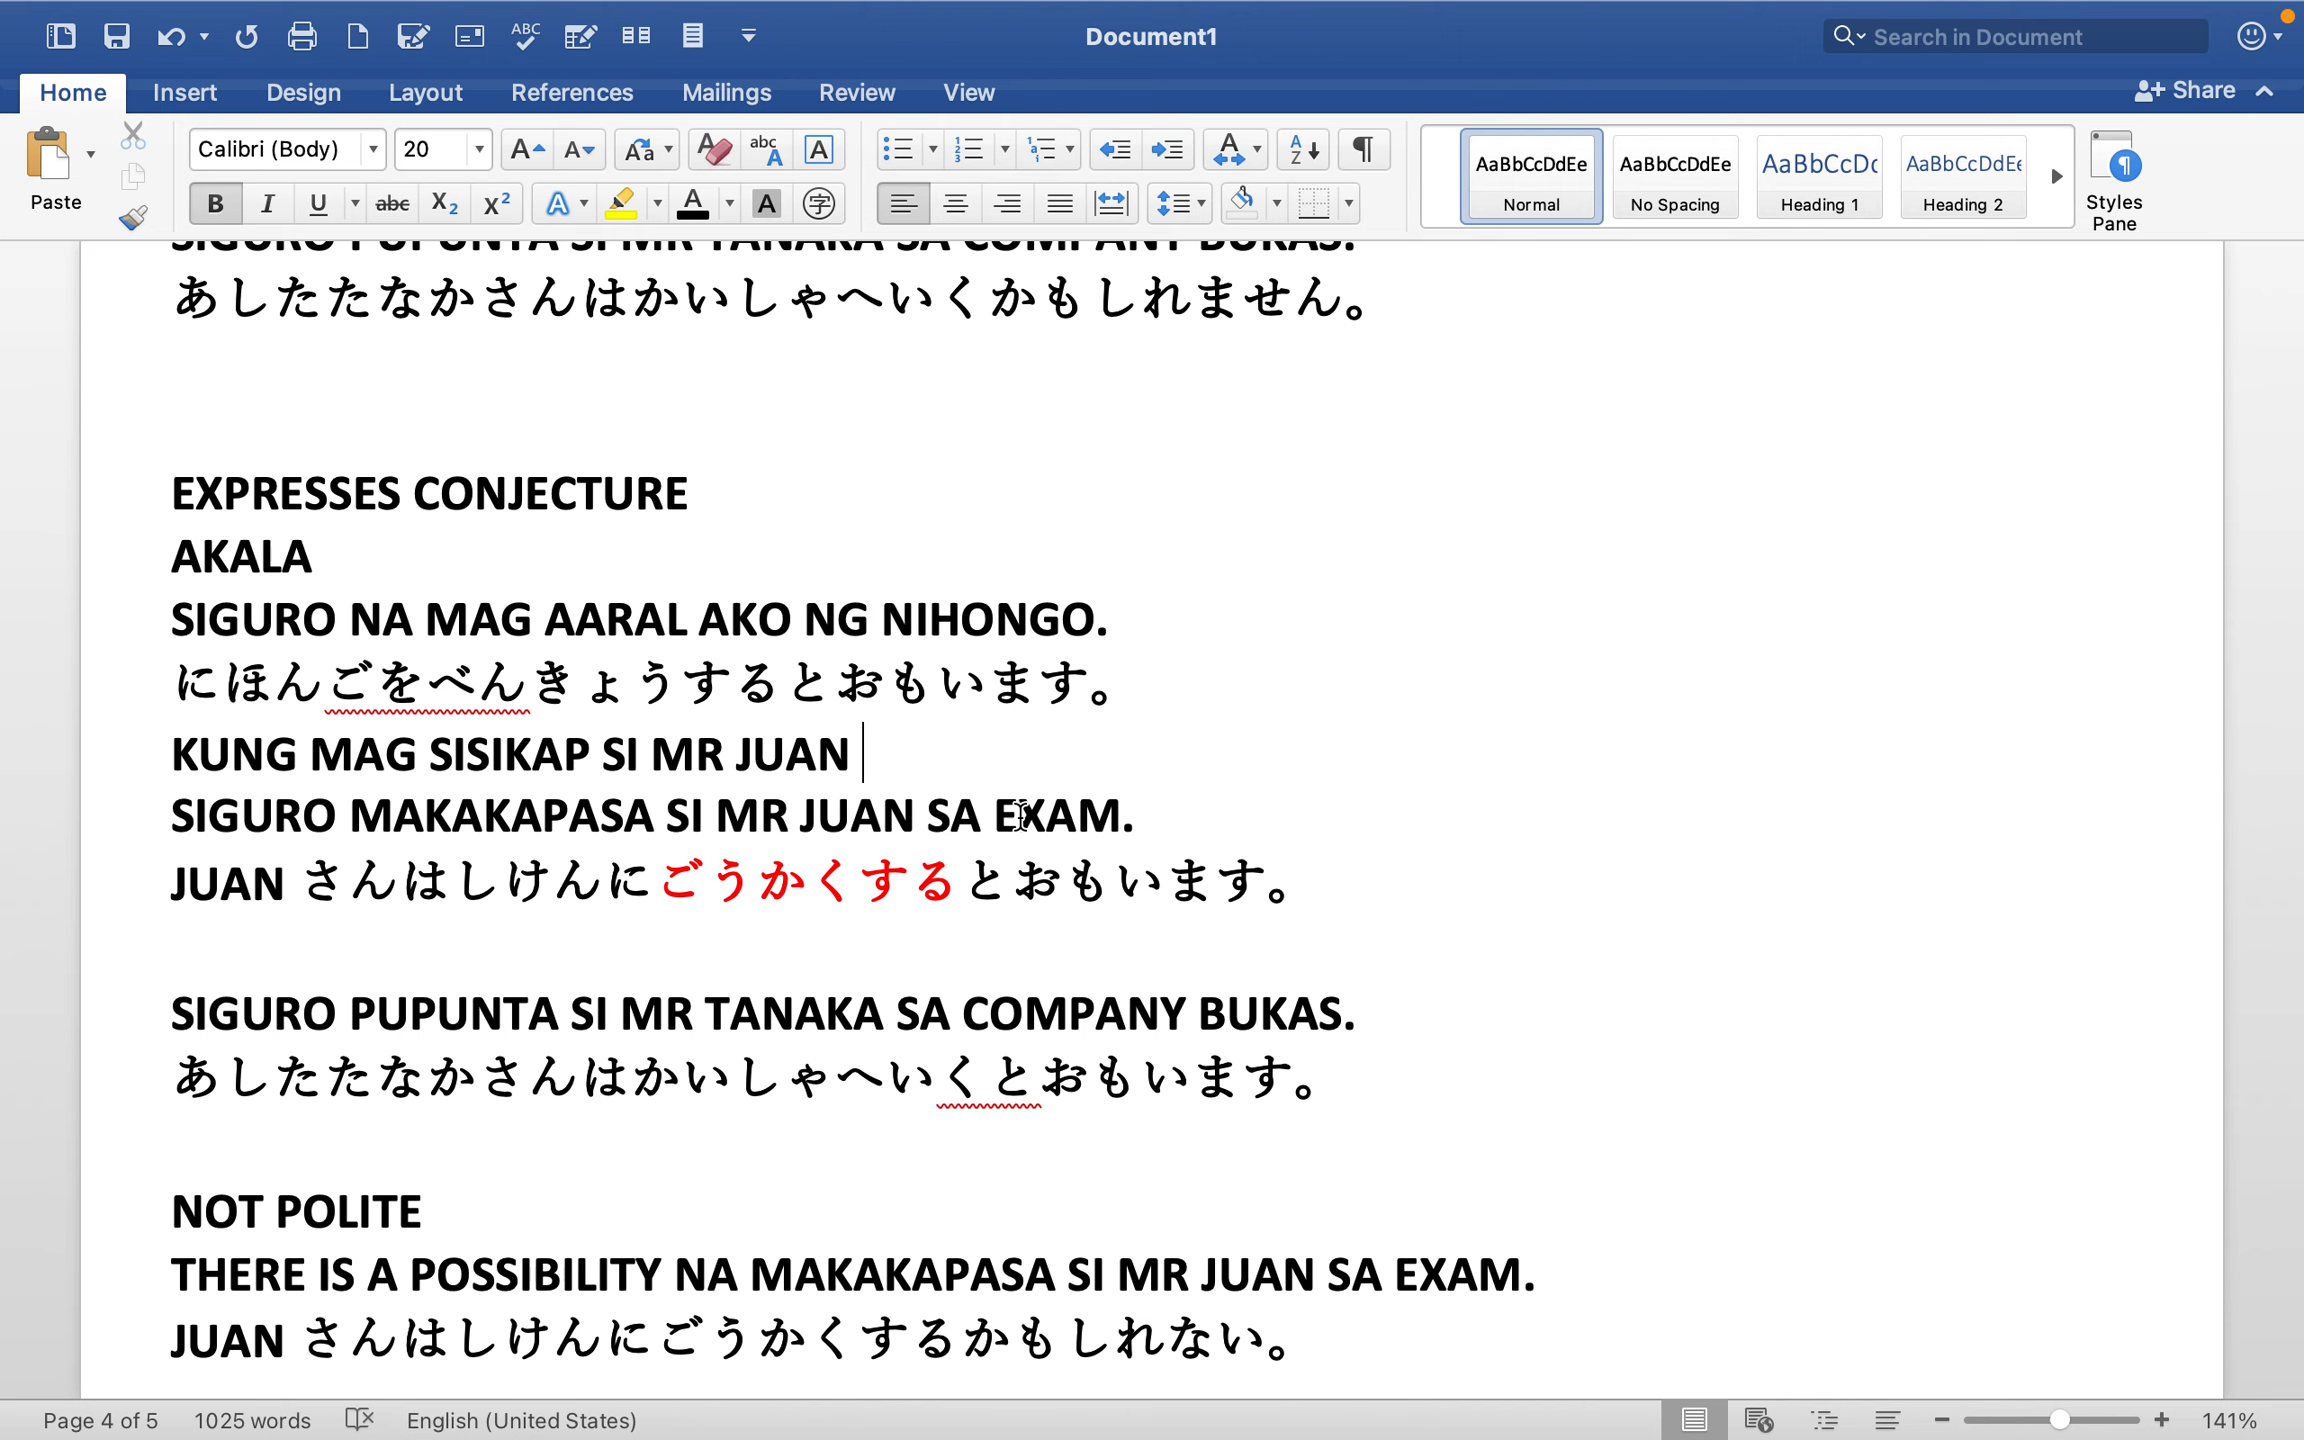 Document1
Search in Document
Home Insert Design Layout References Mailings Review View Share
Paste
Calibri (Body) 20
AaBbCcDdEe AaBbCcDdEe AaBbCcDc AaBbCcDdEe
Normal No Spacing Heading 1 Heading 2
Styles Pane
SIGURO PUPUNTA SI MR TANAKA SA COMPANY BUKAS.
あしたたなかさんはかいしゃへいくかもしれません。
EXPRESSES CONJECTURE
AKALA
SIGURO NA MAG AARAL AKO NG NIHONGO.
にほんごをべんきょうするとおもいます。
KUNG MAG SISIKAP SI MR JUAN
SIGURO MAKAKAPASA SI MR JUAN SA EXAM.
JUAN さんはしけんにごうかくするとおもいます。
SIGURO PUPUNTA SI MR TANAKA SA COMPANY BUKAS.
あしたたなかさんはかいしゃへいくとおもいます。
NOT POLITE
THERE IS A POSSIBILITY NA MAKAKAPASA SI MR JUAN SA EXAM.
JUAN さんはしけんにごうかくするかもしれない。
Page 4 of 5 1025 words English (United States) 141%